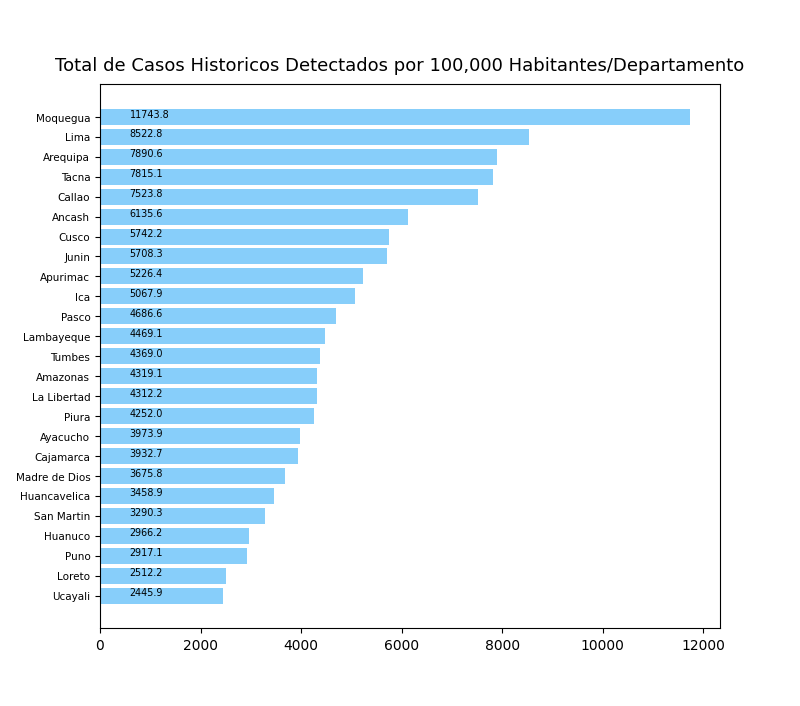 Total de Casos Historicos Detectados por 100,000 Habitantes/Departamento
Moquegua 11743.8
Lima 8522.8
Arequipa 7890.6
Tacna 7815.1
Callao 7523.8
Ancash 6135.6
Cusco 5742.2
Junin 5708.3
Apurimac 5226.4
Ica 5067.9
Pasco 4686.6
Lambayeque 4469.1
Tumbes 4369.0
Amazonas 4319.1
La Libertad 4312.2
Piura 4252.0
Ayacucho 3973.9
Cajamarca 3932.7
Madre de Dios 3675.8
Huancavelica 3458.9
San Martin 3290.3
Huanuco 2966.2
Puno 2917.1
Loreto 2512.2
Ucayali 2445.9
0 2000 4000 6000 8000 10000 12000